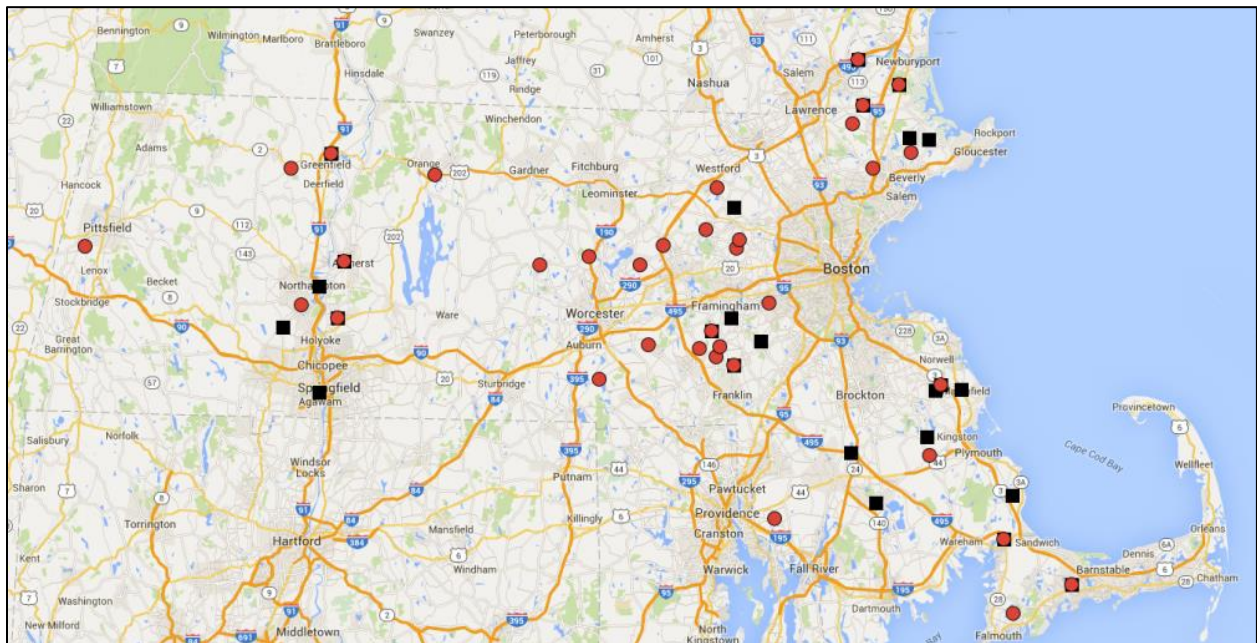 Bennington
Wilmington
Marlboro
Brattleboro
Swanzey
Peterborough
Amherst
Newburyport
Hinsdale
Jaffrey
Rindge
Nashua
Salem
Williamstown
Winchendon
Lawrence
Rockport
Adams
Gloucester
Greenfield
Orange
Gardner
Fitchburg
Westford
Hancock
Deerfield
Leominster
Beverly
Salem
Pittsfield
Amherst
Boston
Lenox
Becket
Northampton
Stockbridge
Ware
Worcester
Framingham
Great
Barrington
Holyoke
Auburn
Norwell
Chicopee
Springfield
Sturbridge
Franklin
Brockton
Agawam
Provincetown
Salisbury
Norfolk
Kingston
Cape Cod Bay
Windsor
Locks
Plymouth
Wellfleet
Sharon
Putnam
Pawtucket
Torrington
Killingly
Providence
Hartford
Mansfield
Cranston
Orleans
Kent
Windham
Wareham
Sandwich
Dennis
Warwick
Fall River
Barnstable
Chatham
Washington
Dartmouth
New Milford
Middletown
North
Kingstown
Falmouth